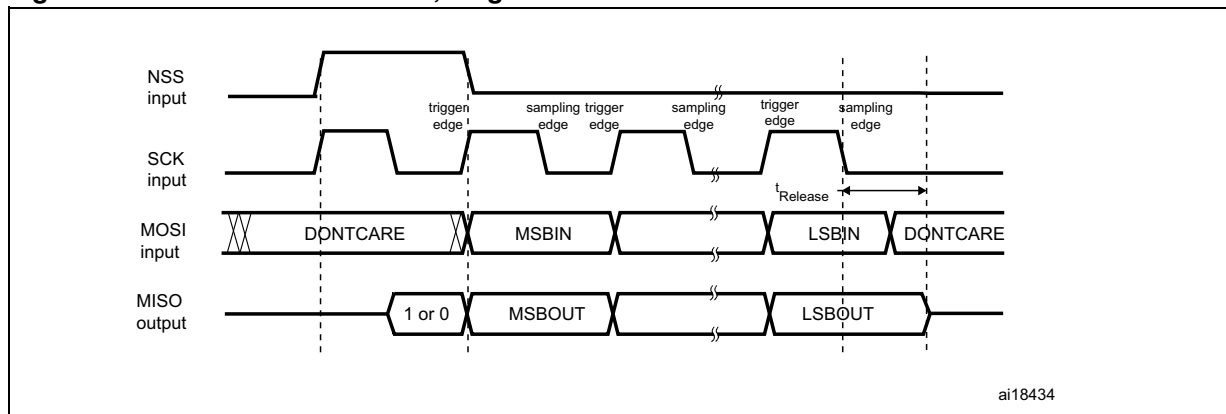 NSS
input
trigger
edge
sampling
edge
trigger
edge
sampling
edge
trigger
edge
sampling
edge
SCK
input
tRelease
MOSI
input
DONTCARE
MSBIN
LSBIN
DONTCARE
MISO
output
1 or 0
MSBOUT
LSBOUT
ai18434